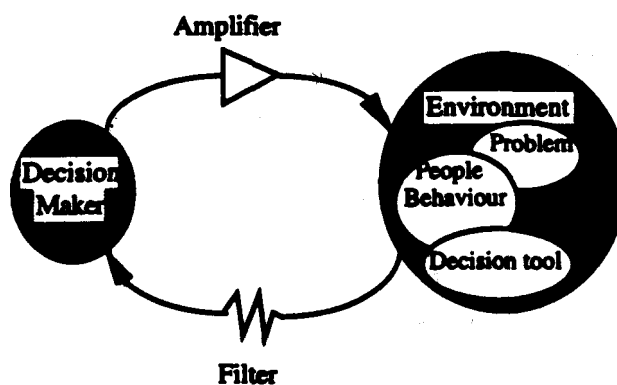 Amplifier
Environment
Problem
People
Behaviour
Decision tool
Decision
Maker
Filter